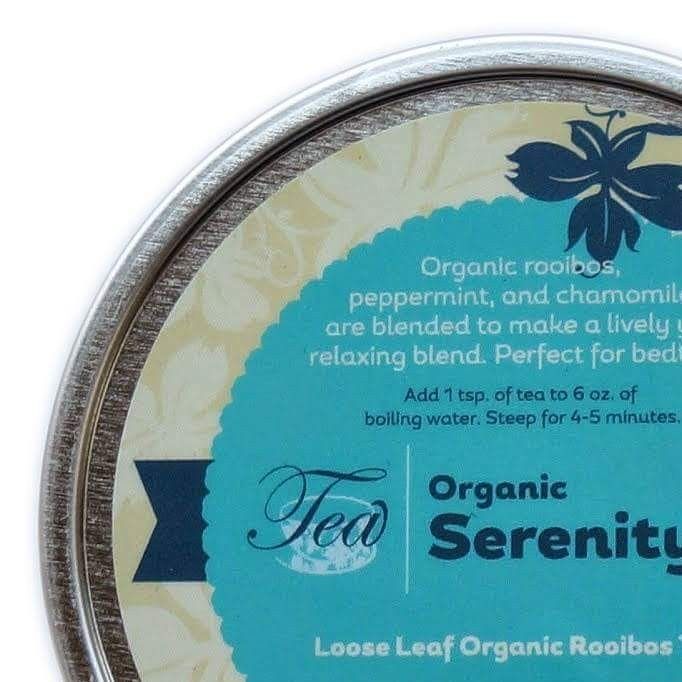 Organic rooibos,
peppermint, and chamomile
are blended to make a lively
relaxing blend. Perfect for
Add 1 tsp. of tea to 6 oz. of
boiling water. Steep for 4-5 minutes.
Tea
Organic
Serenity
Loose Leaf Organic Rooibos